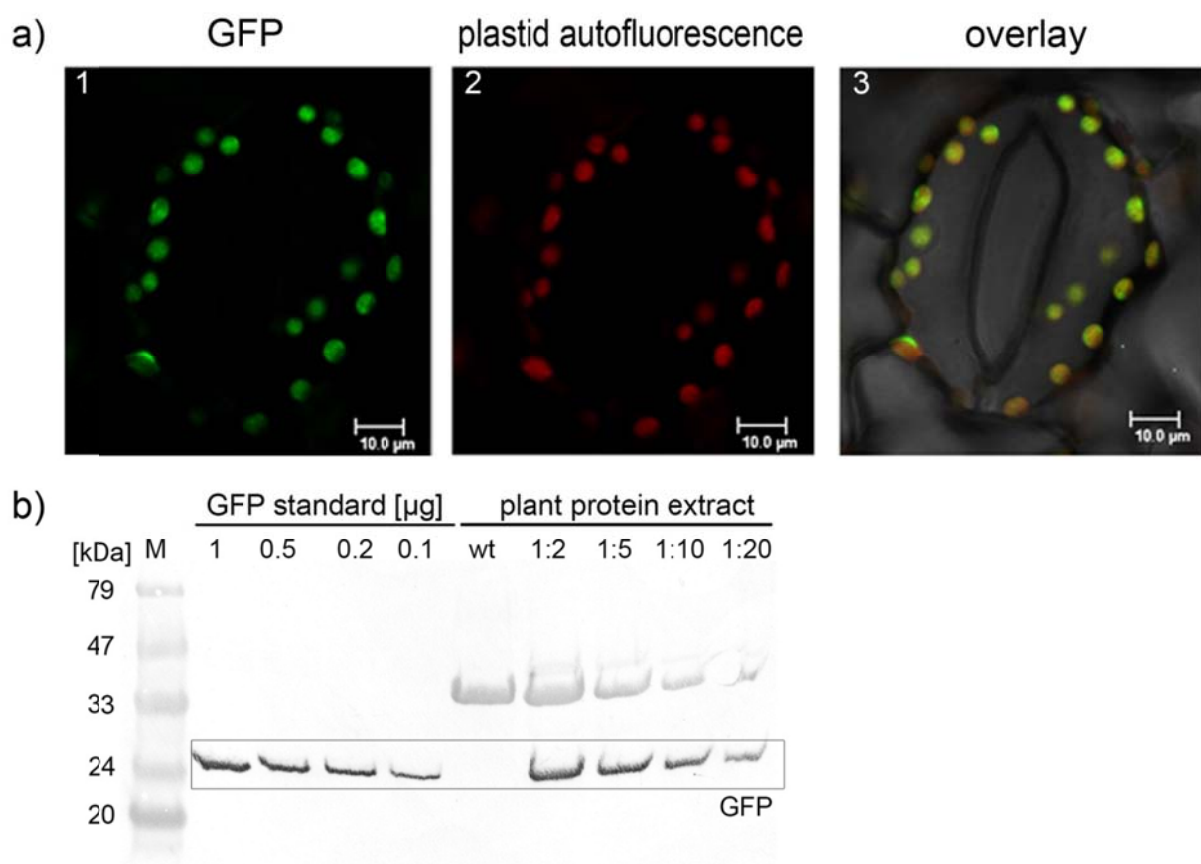 a)
GFP
plastid autofluorescence
overlay
1
2
3
10.0 µm
10.0 µm
10.0 µm
b)
GFP standard [µg]
plant protein extract
[kDa] M 1 0.5 0.2 0.1 wt 1:2 1:5 1:10 1:20
79
47
33
24
20
GFP